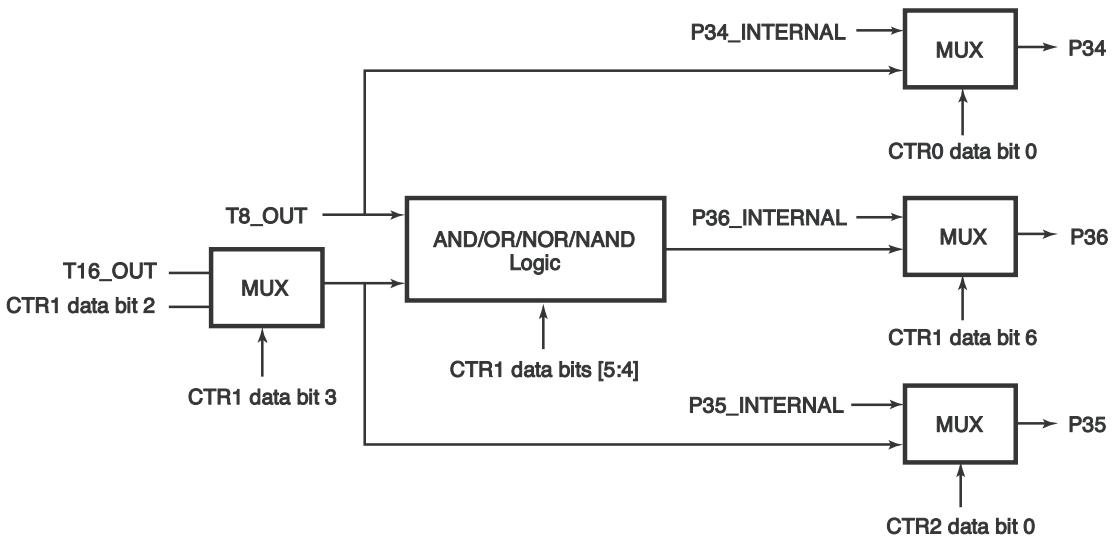 P34_INTERNAL
MUX
P34
CTR0 data bit 0
T8_OUT
AND/OR/NOR/NAND
Logic
P36_INTERNAL
MUX
P36
T16_OUT
CTR1 data bit 2
MUX
CTR1 data bit 6
CTR1 data bits [5:4]
CTR1 data bit 3
P35_INTERNAL
MUX
P35
CTR2 data bit 0